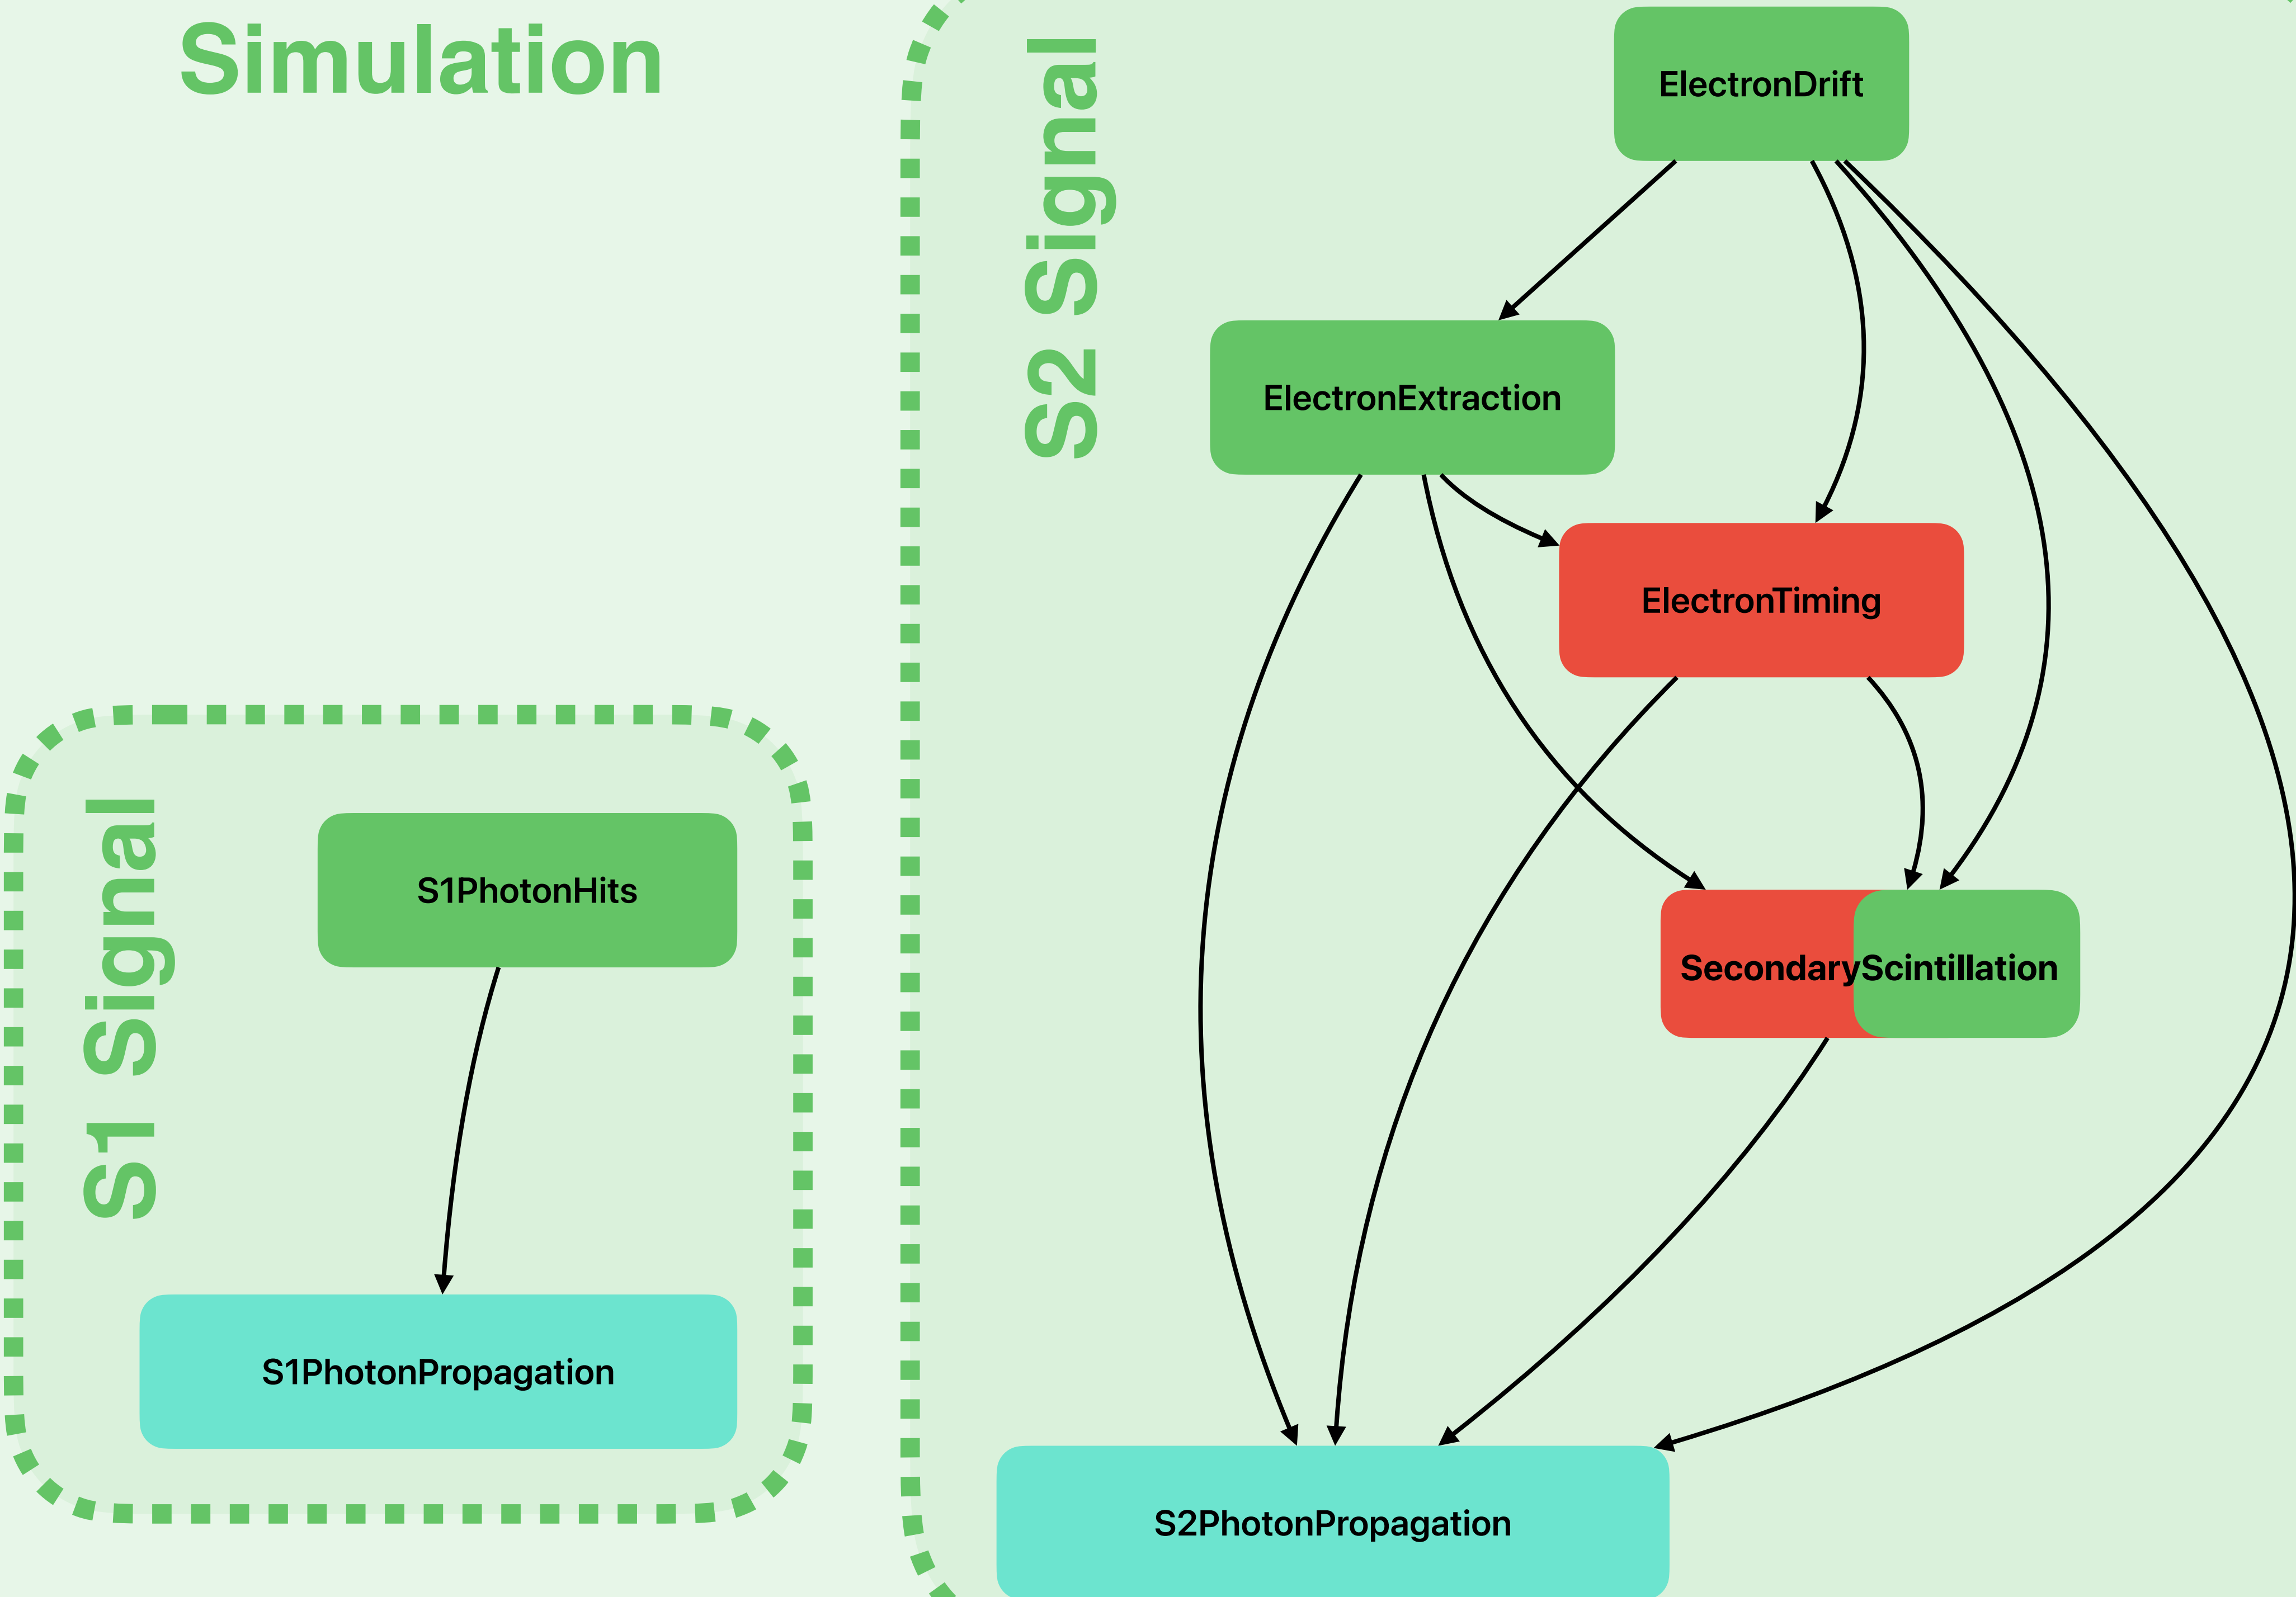 Simulation
S1 Signal
S1PhotonHits
S1PhotonPropagation
S2 Signal
ElectronDrift
ElectronExtraction
ElectronTiming
SecondaryScintillation
S2PhotonPropagation